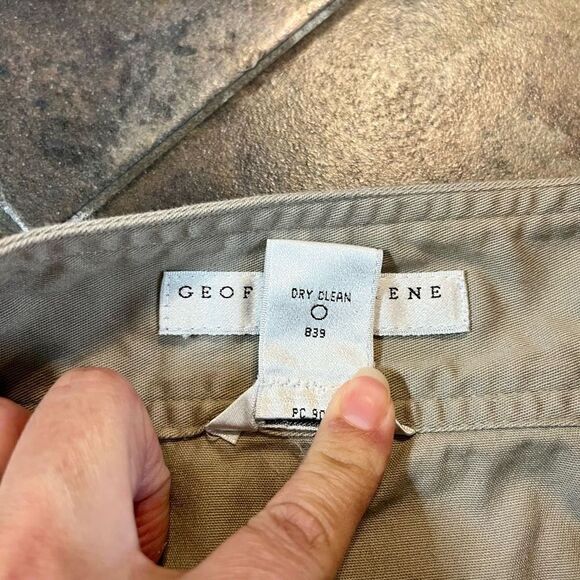 GEOF ENE
DRY CLEAN
839
PC 90